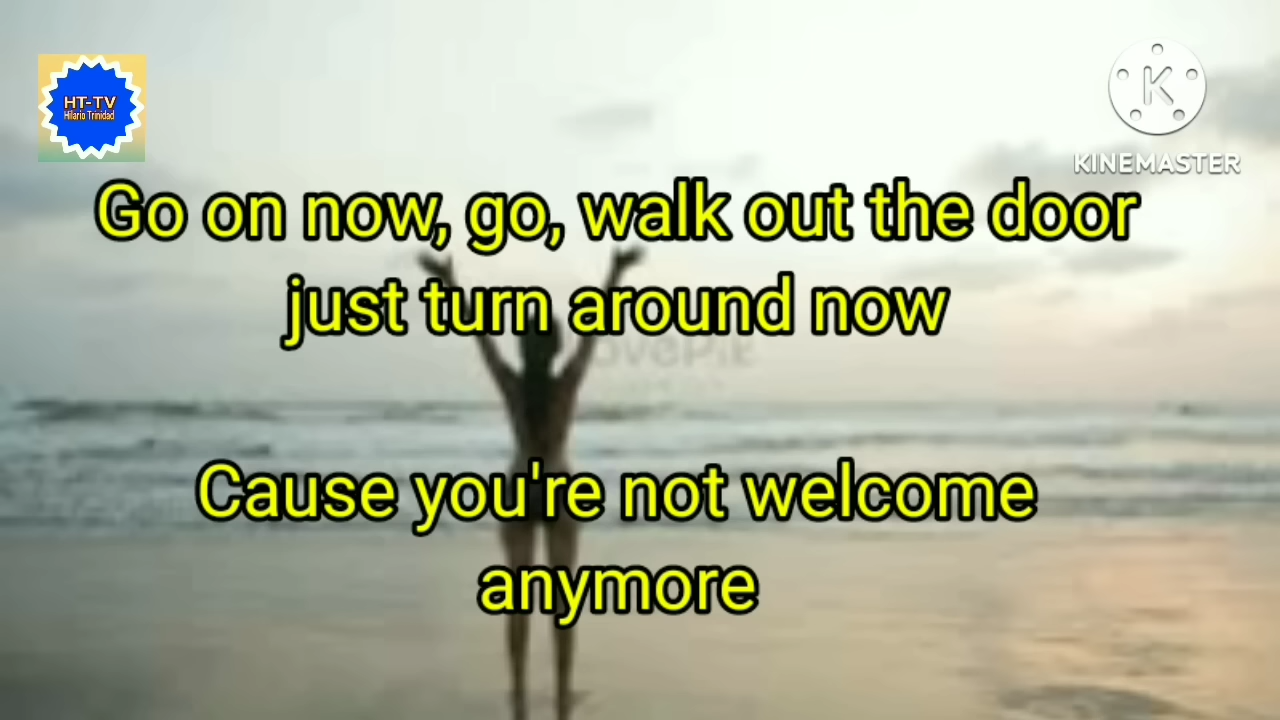 HT-TV
Hilario Trinidad
KINEMASTER
Go on now, go, walk out the door
just turn around now
Cause you're not welcome
anymore